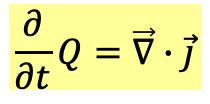 ∂/∂t Q = ∇⃗ · j⃗